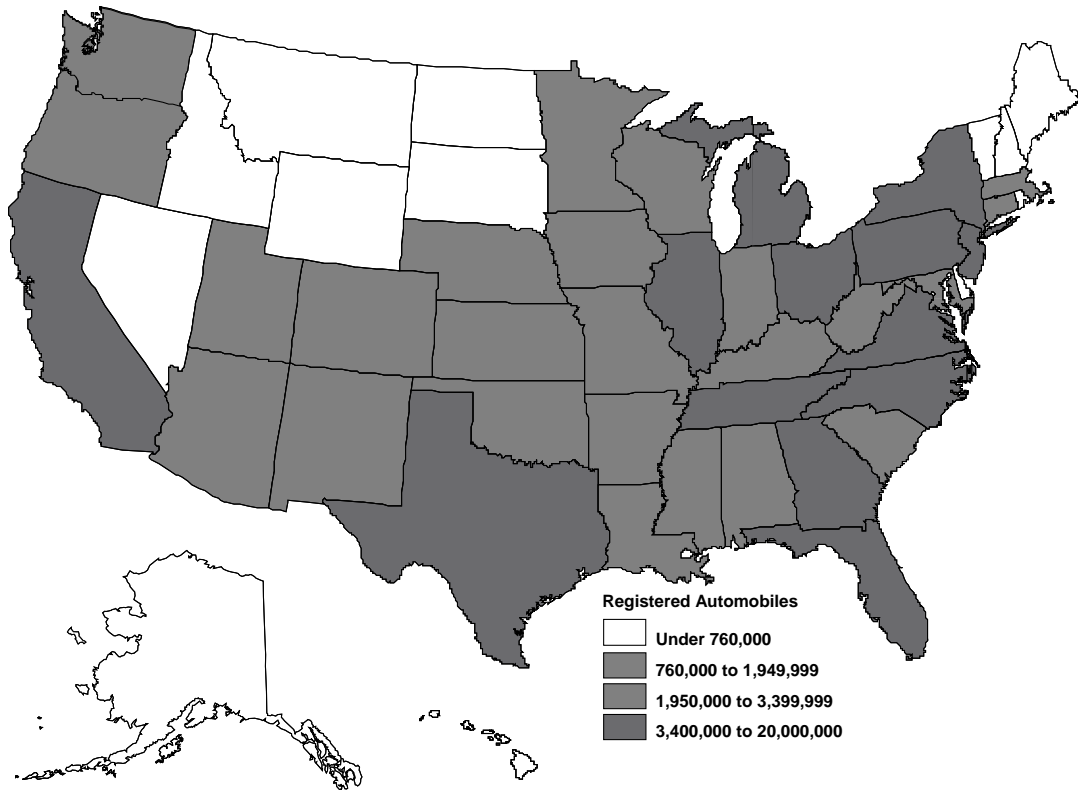 Registered Automobiles
Under 760,000
760,000 to 1,949,999
1,950,000 to 3,399,999
3,400,000 to 20,000,000